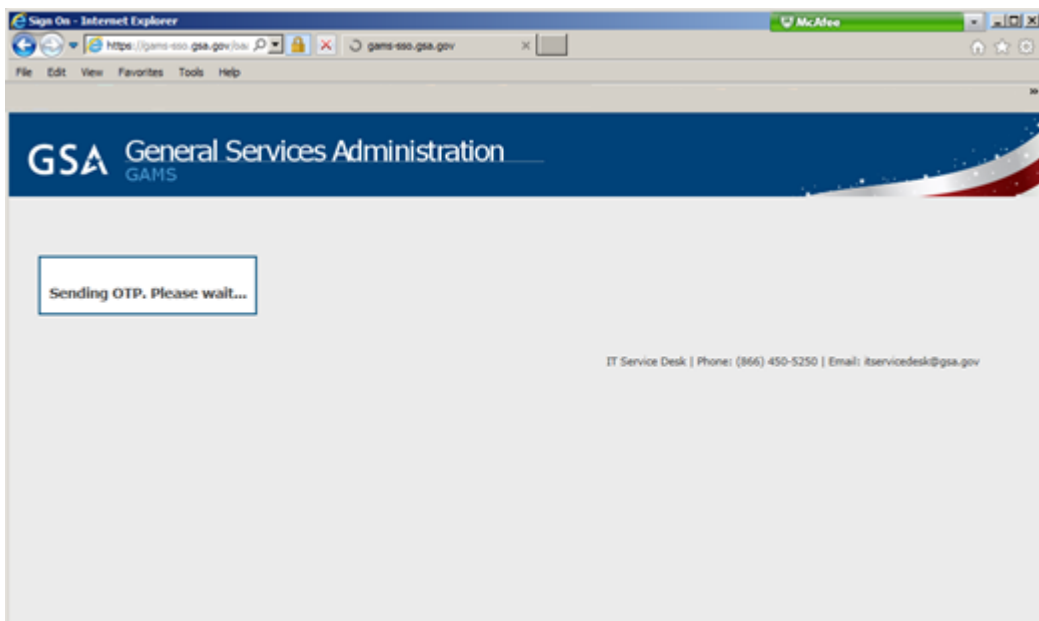 Sign On - Internet Explorer
McAfee
https://gams-sso.gsa.gov/oa
gams-sso.gsa.gov
File Edit View Favorites Tools Help
GSA General Services Administration
GAMS
Sending OTP. Please wait...
IT Service Desk | Phone: (866) 450-5250 | Email: itservicedesk@gsa.gov